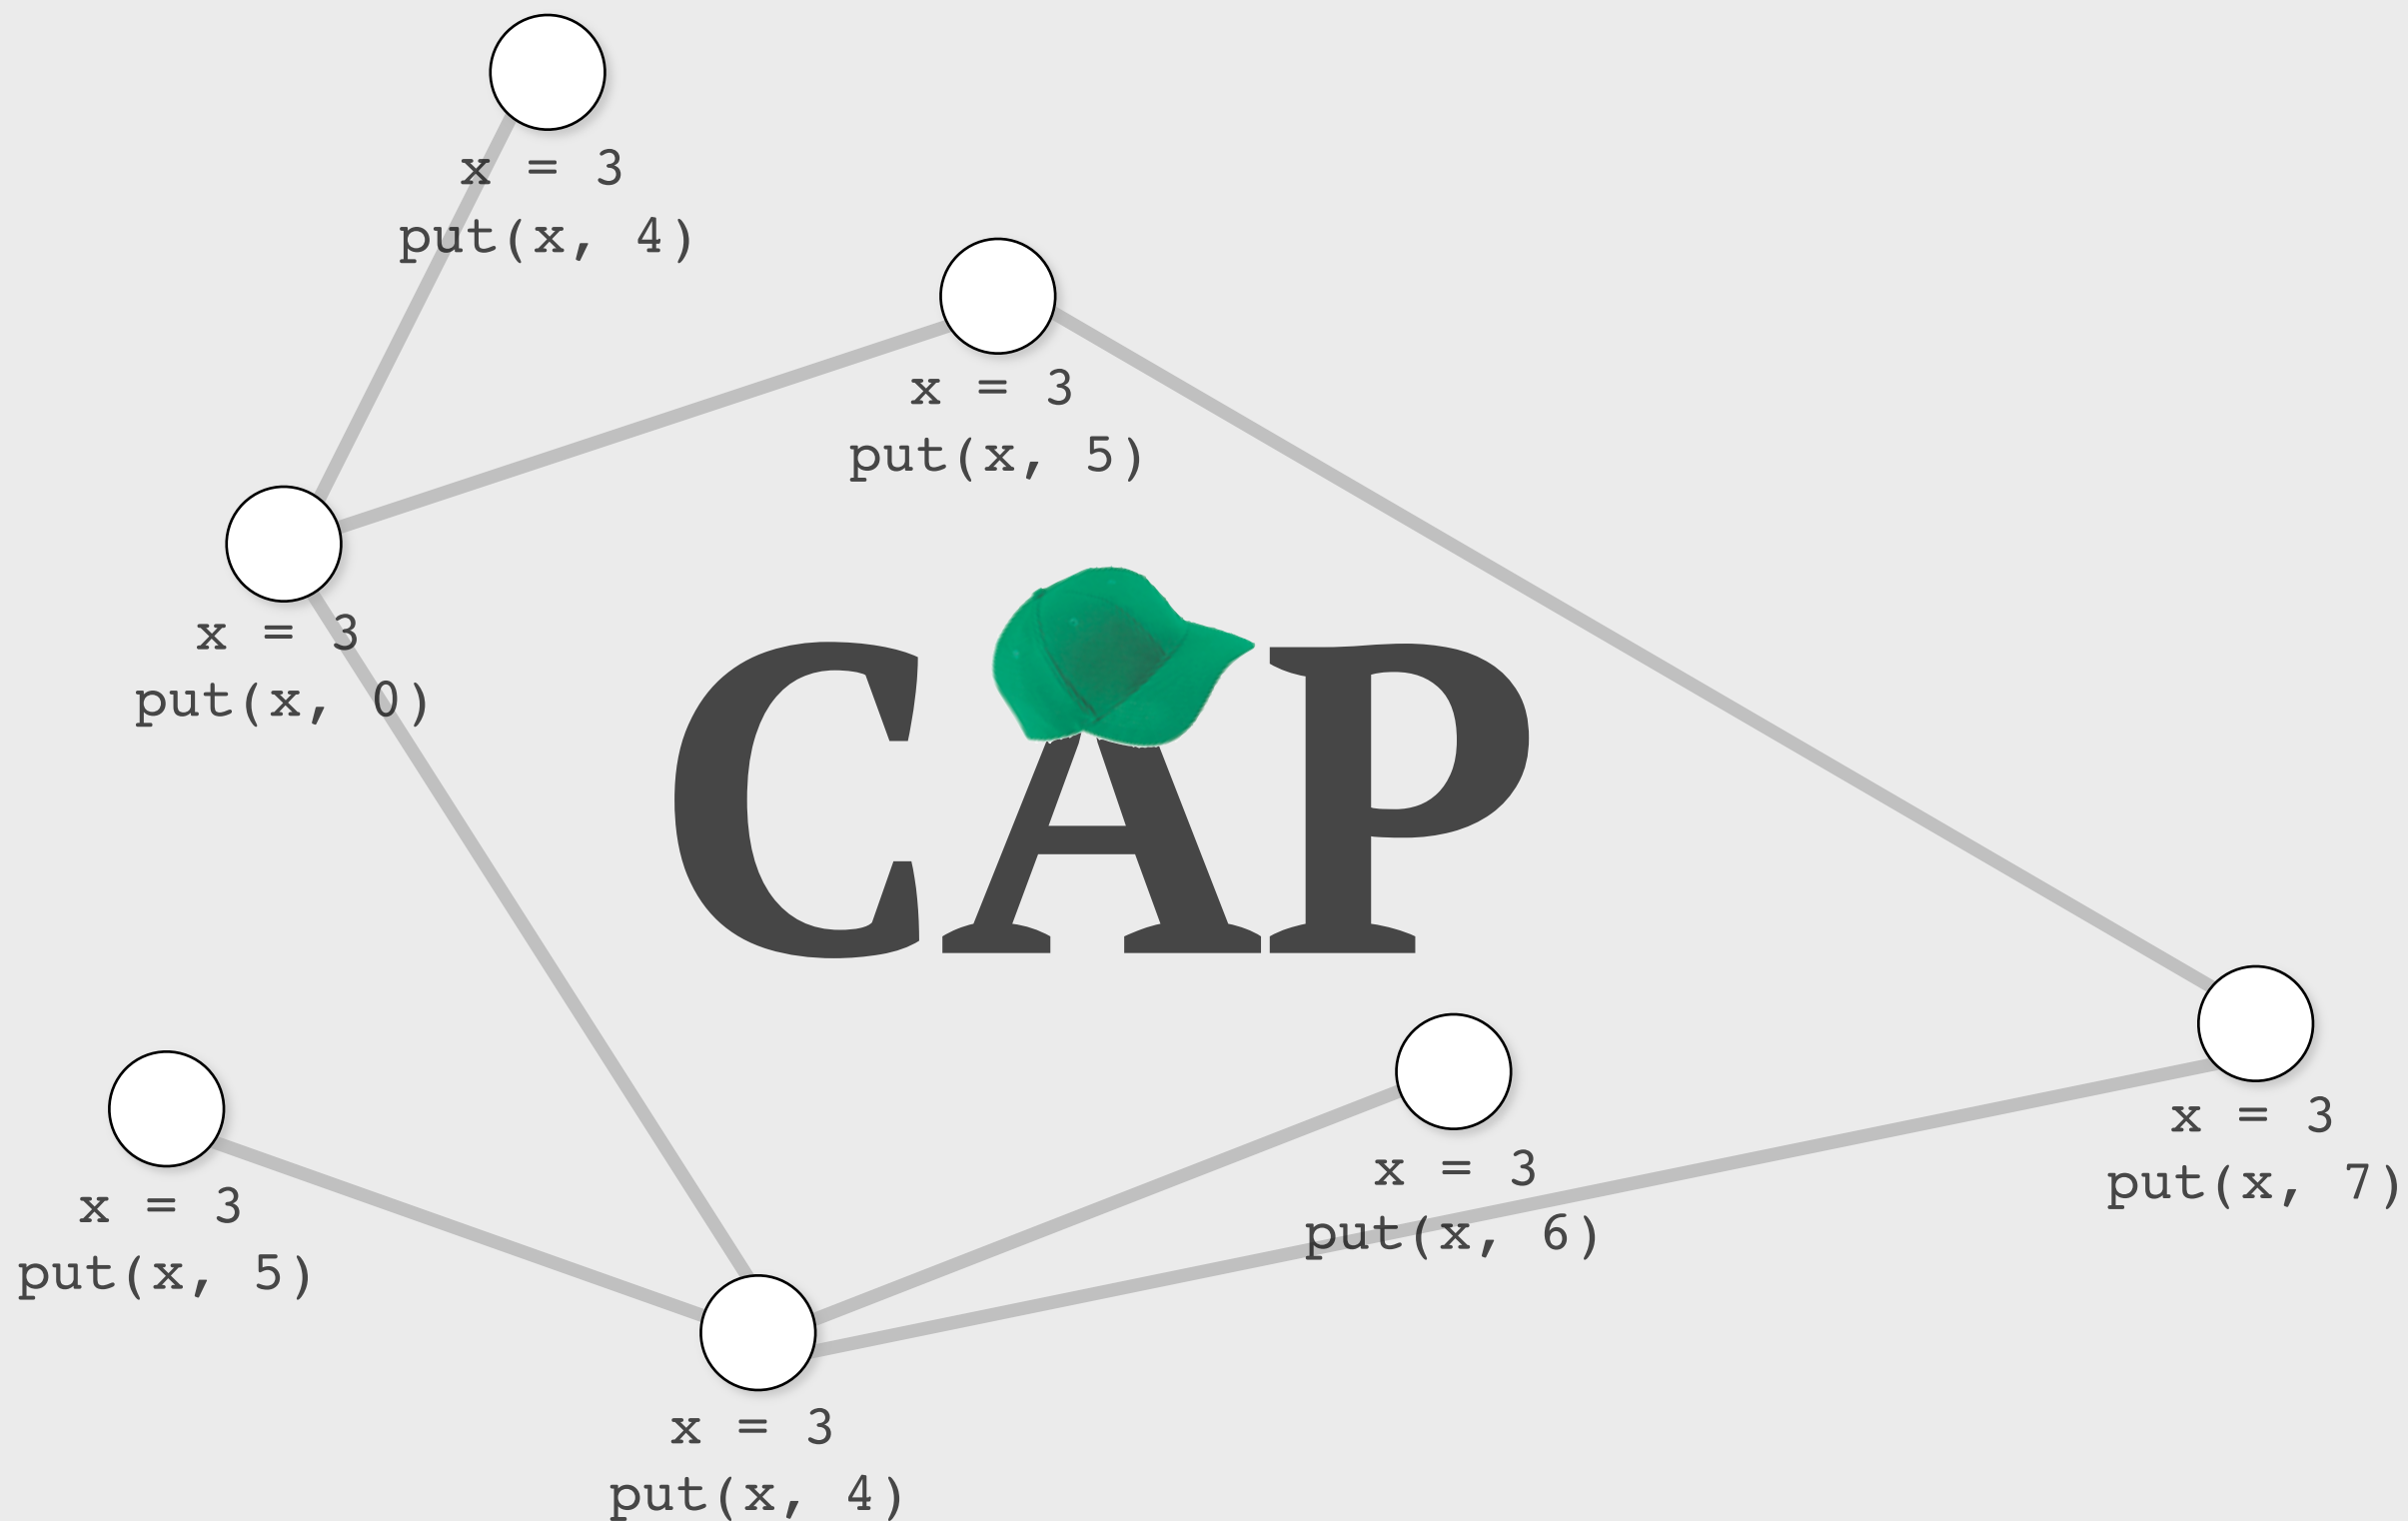 x = 3
put(x, 4)
x = 3
put(x, 5)
x = 3
put(x, 0)
CAP
x = 3
put(x, 6)
x = 3
put(x, 7)
x = 3
put(x, 5)
x = 3
put(x, 4)